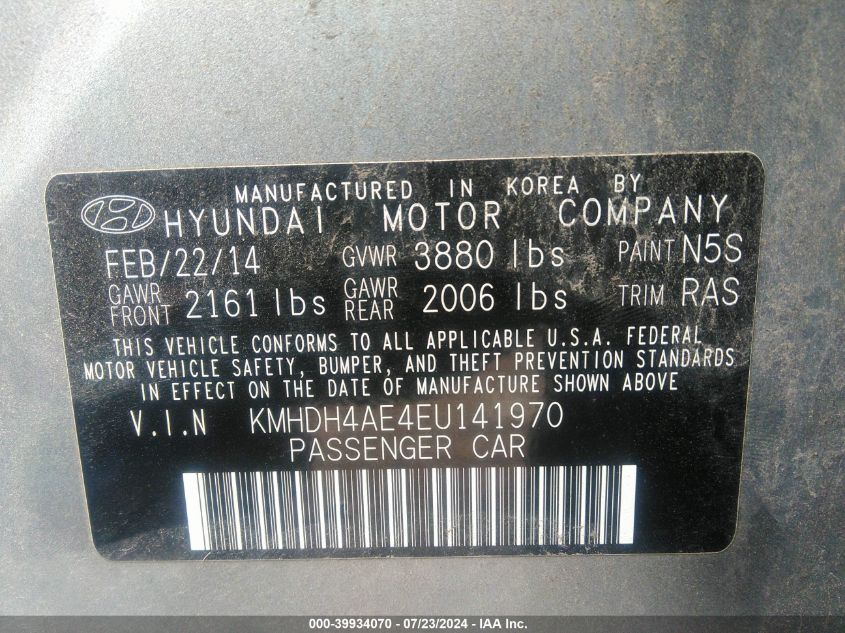 MANUFACTURED IN KOREA BY
HYUNDAI MOTOR COMPANY
FEB/22/14 GVWR 3880 lbs PAINT N5S
GAWR FRONT 2161 lbs GAWR REAR 2006 lbs TRIM RAS
THIS VEHICLE CONFORMS TO ALL APPLICABLE U.S.A. FEDERAL
MOTOR VEHICLE SAFETY, BUMPER, AND THEFT PREVENTION STANDARDS
IN EFFECT ON THE DATE OF MANUFACTURE SHOWN ABOVE
V.I.N KMHDH4AE4EU141970
PASSENGER CAR
000-39934070 - 07/23/2024 - IAA Inc.